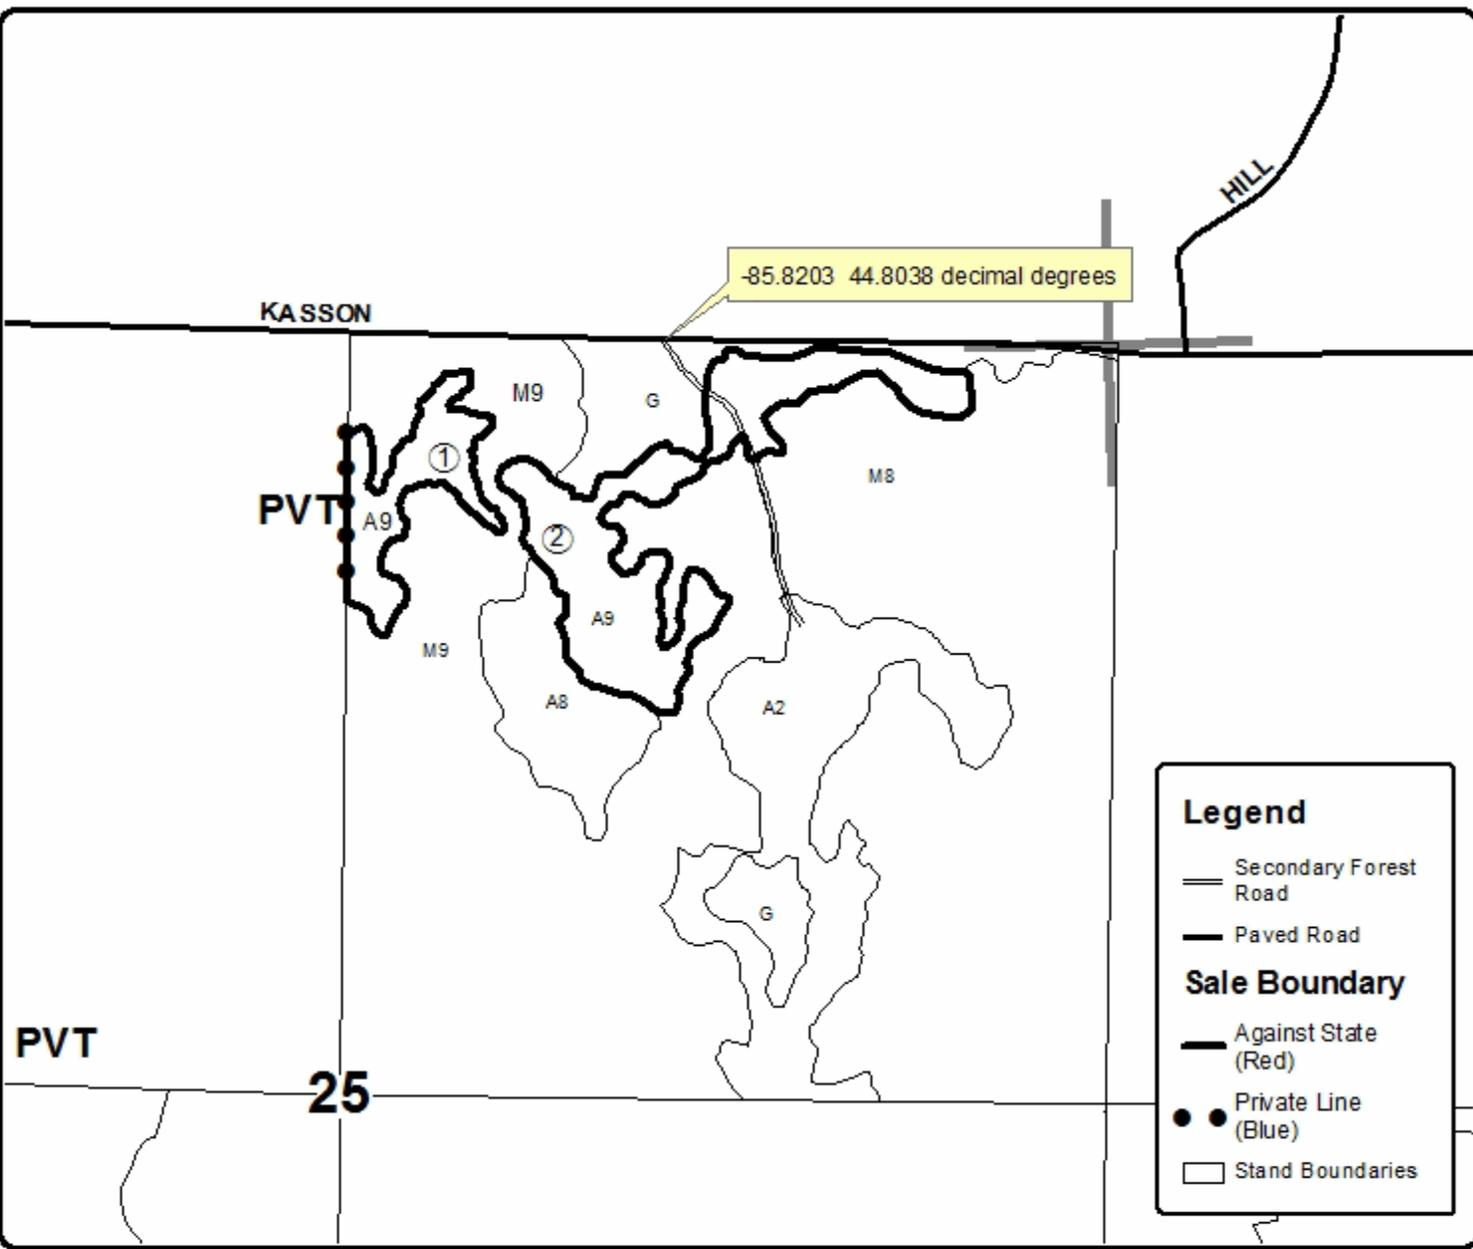 HILL
-85.8203  44.8038 decimal degrees
KASSON
M9
G
1
M8
PVT
A9
2
A9
M9
A8
A2
G
PVT
25
Legend
Secondary Forest
Road
Paved Road
Sale Boundary
Against State
(Red)
Private Line
(Blue)
Stand Boundaries